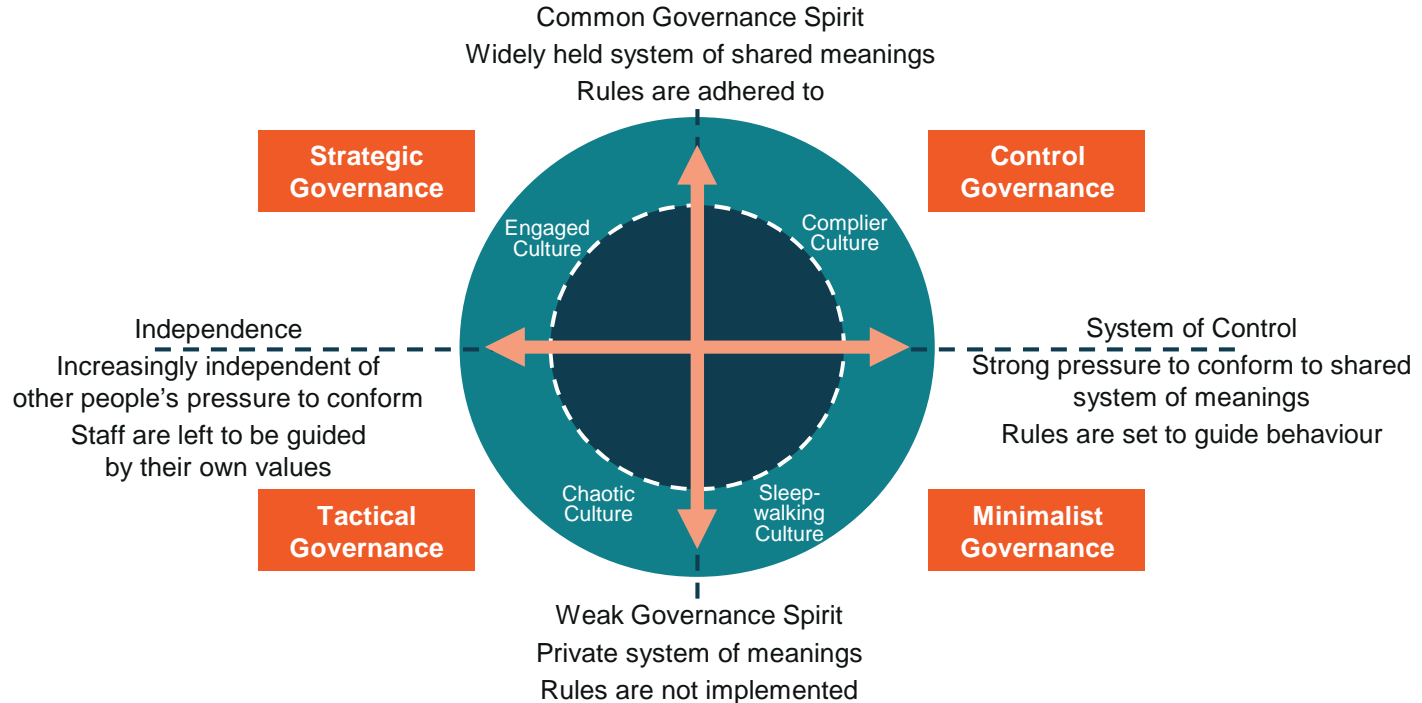 Common Governance Spirit
Widely held system of shared meanings
Rules are adhered to
Strategic
Governance
Control
Governance
Engaged
Culture
Complier
Culture
Independence
Increasingly independent of
other people's pressure to conform
Staff are left to be guided
by their own values
System of Control
Strong pressure to conform to shared
system of meanings
Rules are set to guide behaviour
Chaotic
Culture
Sleep-
walking
Culture
Tactical
Governance
Minimalist
Governance
Weak Governance Spirit
Private system of meanings
Rules are not implemented